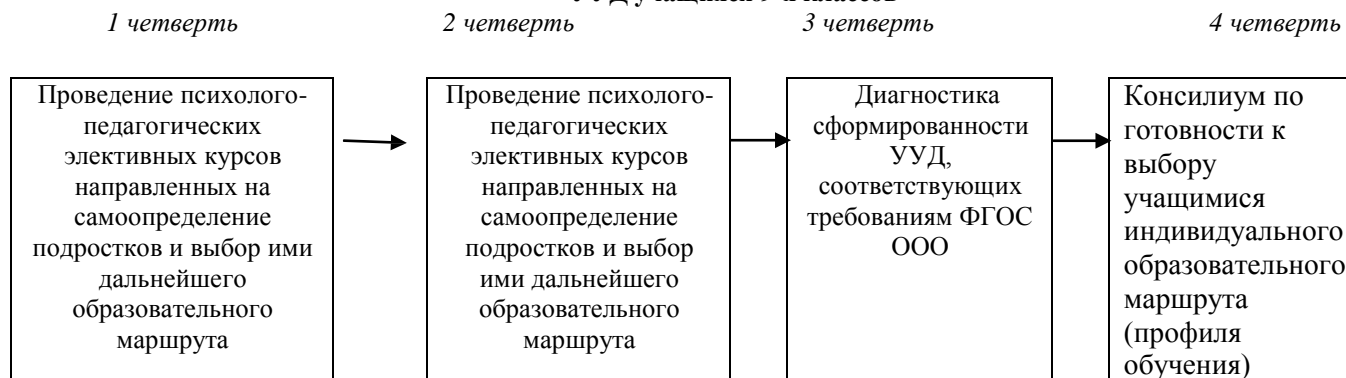 1 четверть 2 четверть 3 четверть 4 четверть
Проведение психолого-
педагогических
элективных курсов
направленных на
самоопределение
подростков и выбор ими
дальнейшего
образовательного
маршрута
Проведение психолого-
педагогических
элективных курсов
направленных на
самоопределение
подростков и выбор
ими дальнейшего
образовательного
маршрута
Диагностика
сформированности
УУД,
соответствующих
требованиям ФГОС
ООО
Консилиум по
готовности к
выбору
учащимися
индивидуального
образовательного
маршрута
(профиля
обучения)